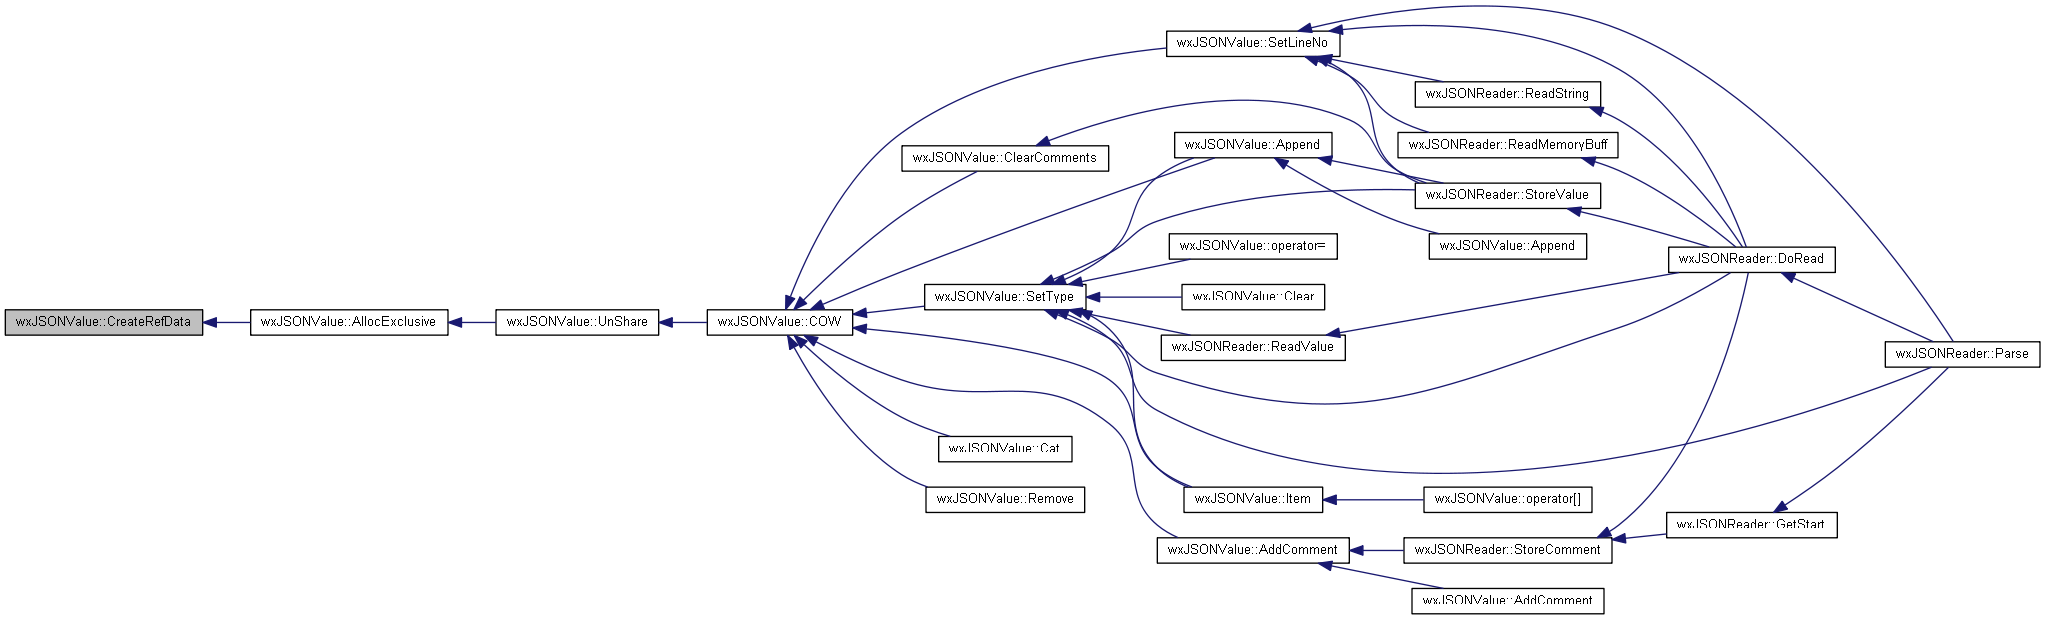 wxJSONValue::CreateRefData
wxJSONValue::AllocExclusive
wxJSONValue::UnShare
wxJSONValue::COW
wxJSONValue::SetLineNo
wxJSONValue::ClearComments
wxJSONValue::Append
wxJSONValue::SetType
wxJSONValue::operator=
wxJSONValue::Clear
wxJSONReader::ReadValue
wxJSONValue::Cat
wxJSONValue::Remove
wxJSONValue::Item
wxJSONValue::AddComment
wxJSONReader::ReadString
wxJSONReader::ReadMemoryBuff
wxJSONReader::StoreValue
wxJSONValue::Append
wxJSONValue::operator[]
wxJSONReader::StoreComment
wxJSONValue::AddComment
wxJSONReader::DoRead
wxJSONReader::GetStart
wxJSONReader::Parse